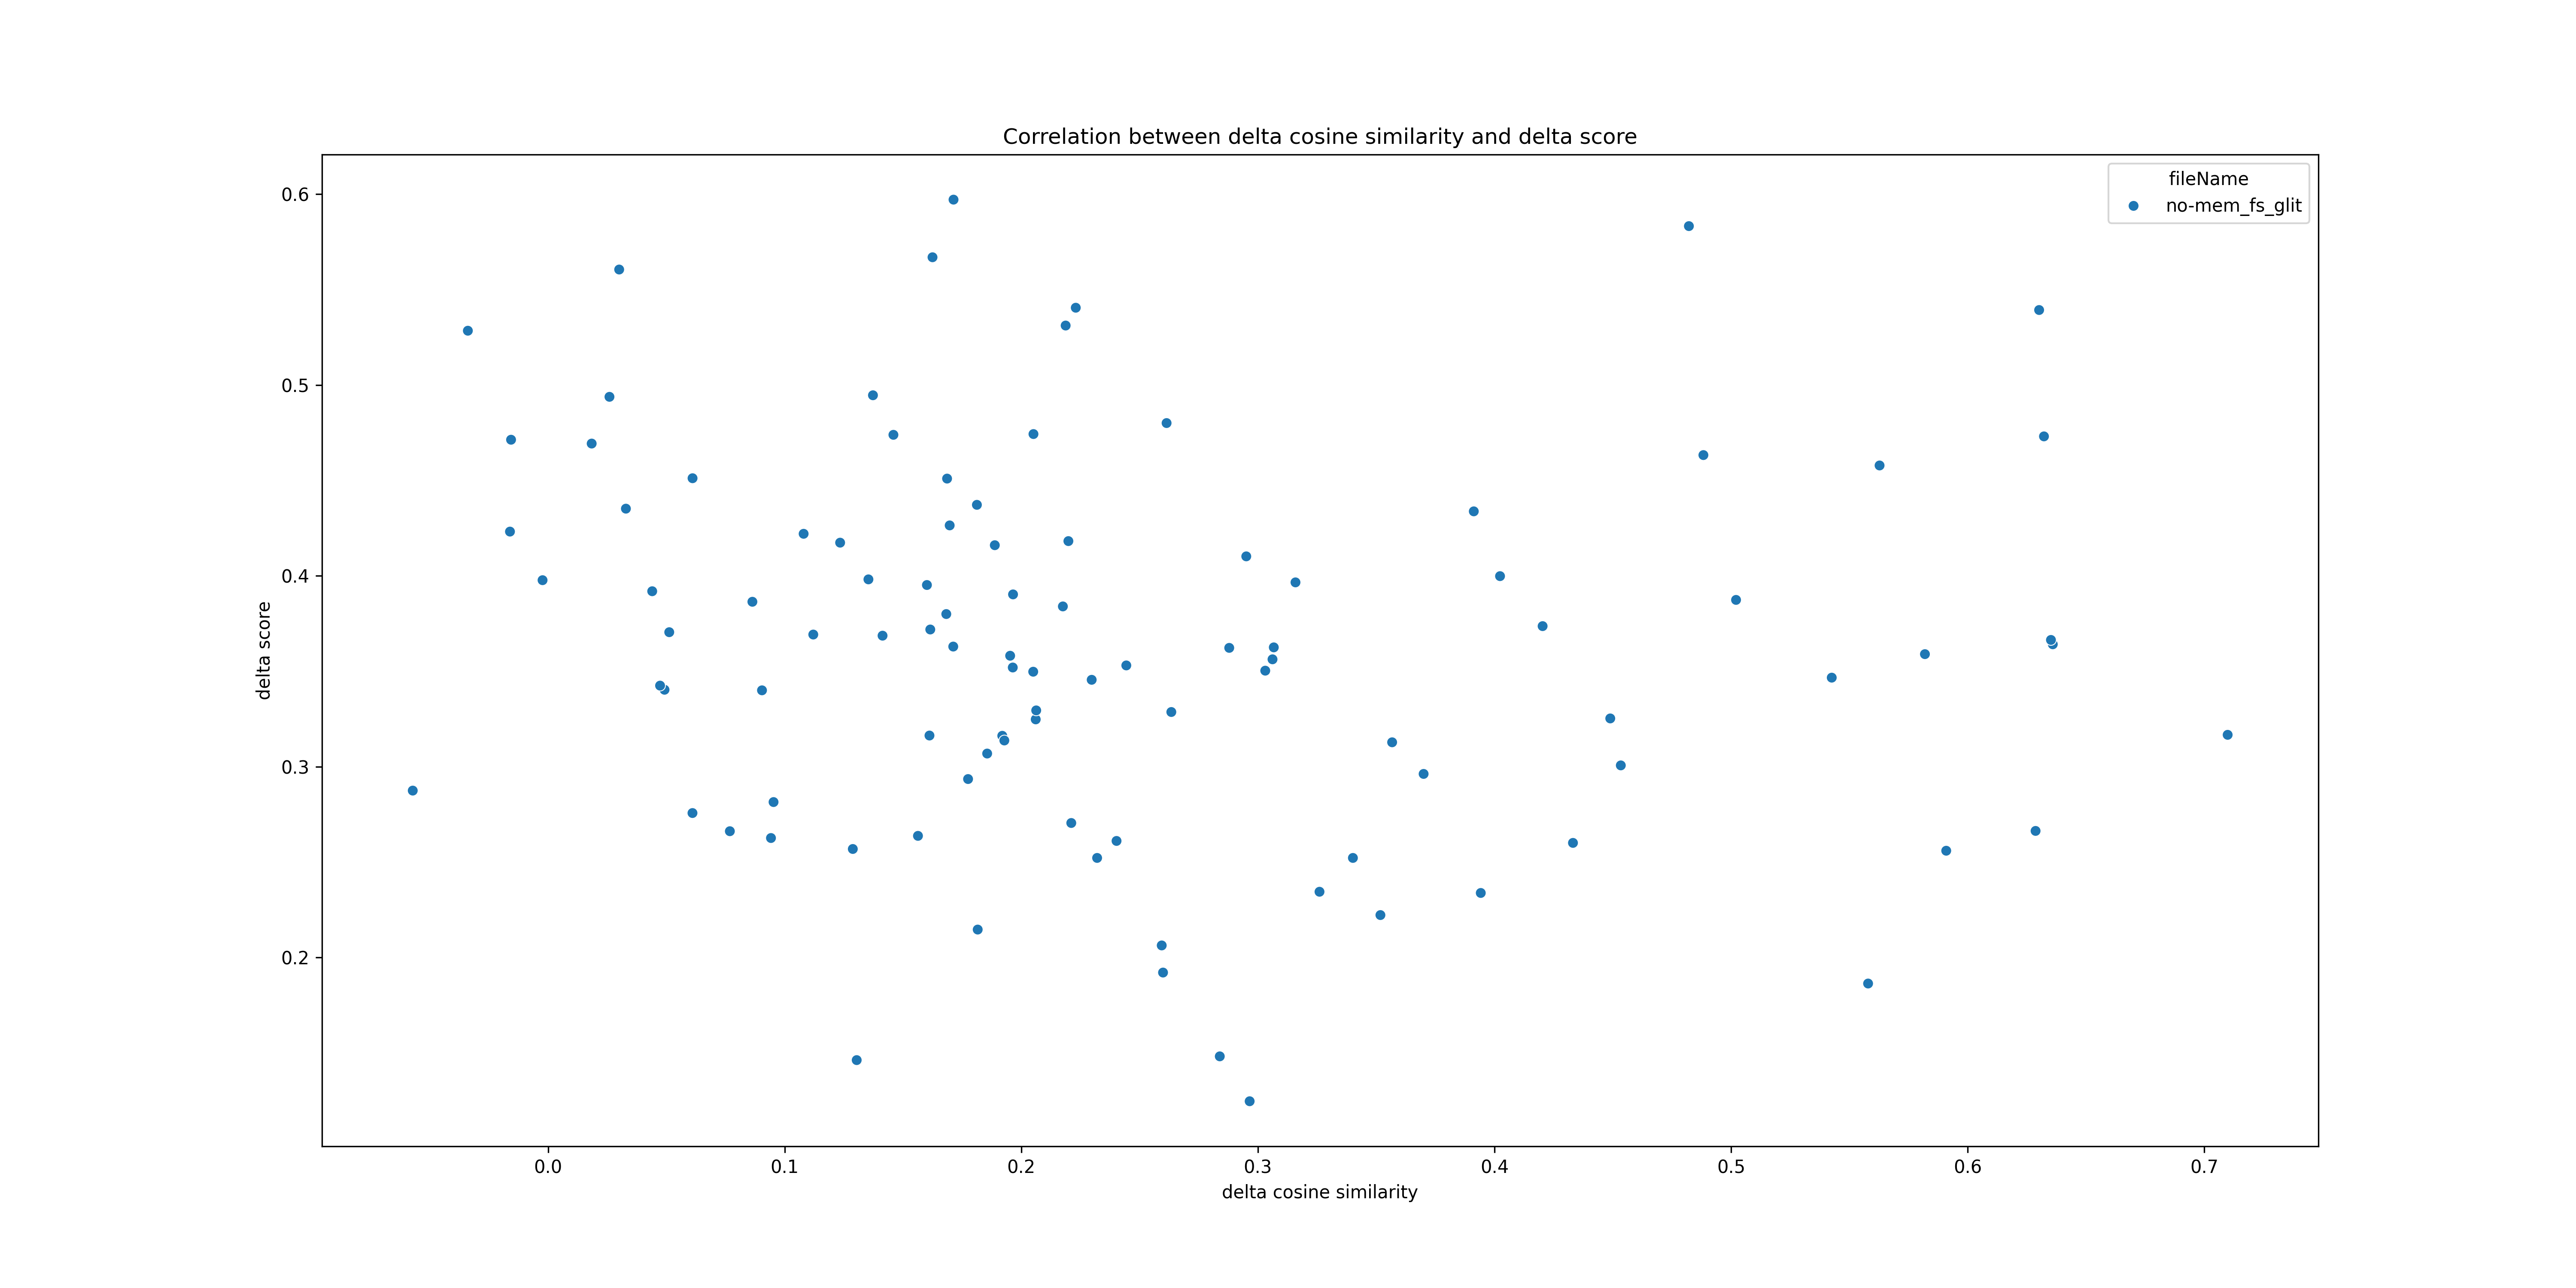 Correlation between delta cosine similarity and delta score
fileName
no-mem_fs_glit
0.6
0.5
0.4
0.3
0.2
delta score
0.0 0.1 0.2 0.3 0.4 0.5 0.6 0.7
delta cosine similarity